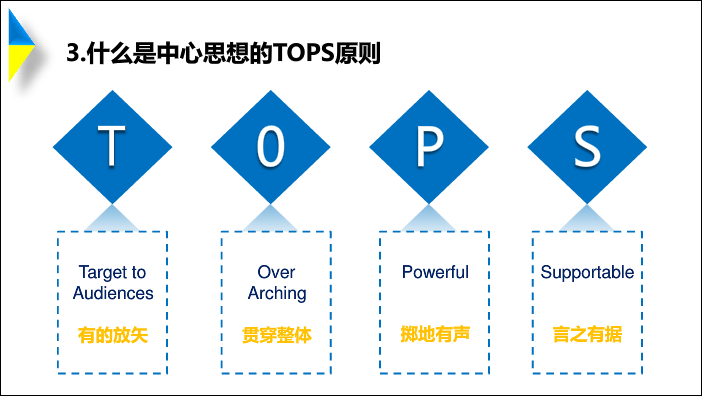 3.什么是中心思想的TOPS原则
T
O
P
S
Target to
Audiences
有的放矢
Over
Arching
贯穿整体
Powerful
掷地有声
Supportable
言之有据